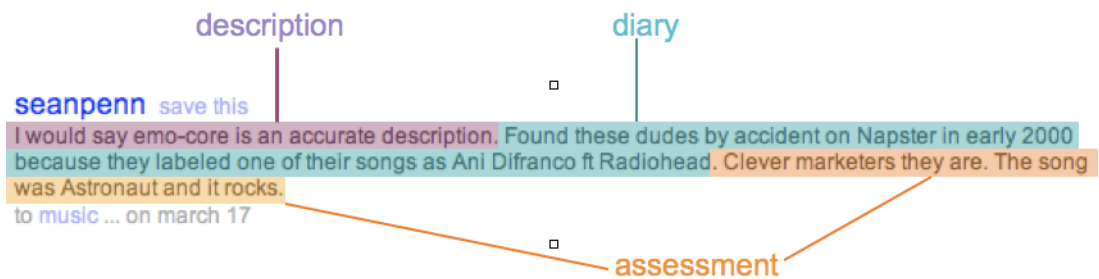 description diary
seanpenn save this
I would say emo-core is an accurate description. Found these dudes by accident on Napster in early 2000
because they labeled one of their songs as Ani Difranco ft Radiohead. Clever marketers they are. The song
was Astronaut and it rocks.
to music ... on march 17
assessment